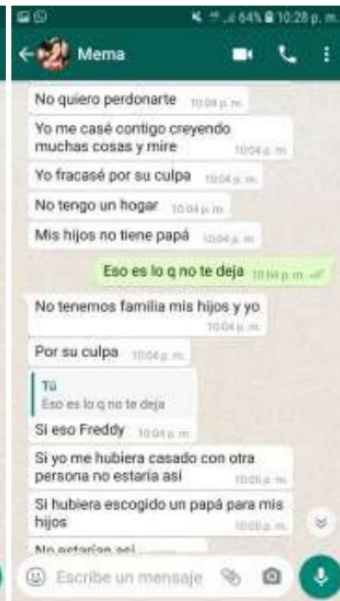 64% 10:28 p. m.
Mema
No quiero perdonarte 10:04 p. m.
Yo me casé contigo creyendo
muchas cosas y mire 10:04 p. m.
Yo fracasé por su culpa 10:04 p. m.
No tengo un hogar 10:04 p. m.
Mis hijos no tiene papá 10:04 p. m.
Eso es lo q no te deja 10:04 p. m.
No tenemos familia mis hijos y yo
10:04 p. m.
Por su culpa 10:04 p. m.
Tú
Eso es lo q no te deja
Si eso Freddy 10:04 p. m.
Si yo me hubiera casado con otra
persona no estaría así
Si hubiera escogido un papá para mis
hijos
No estarían así
Escribe un mensaje